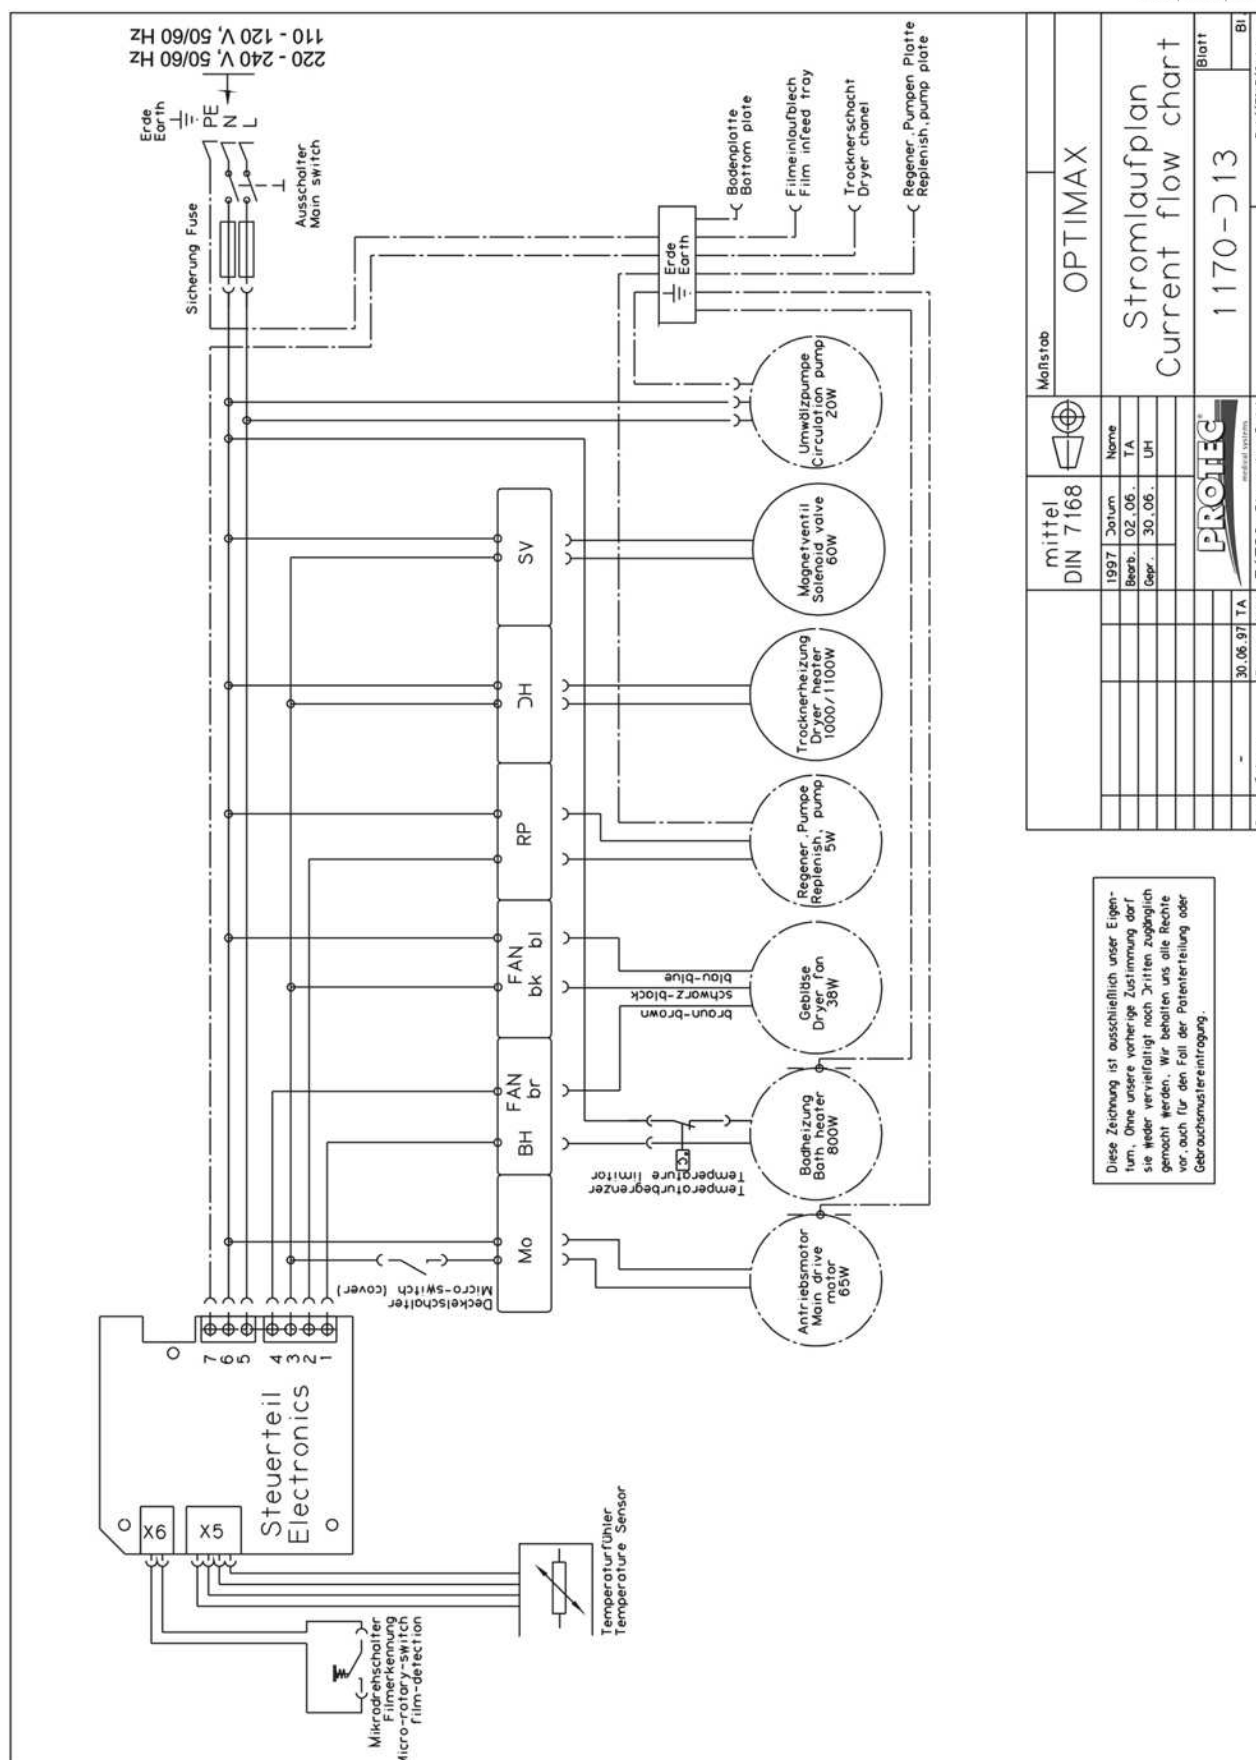 220 - 240 V, 50/60 Hz
110 - 120 V, 50/60 Hz
Erde
Earth
PE
N
L
Ausschalter
Main switch
Sicherung Fuse
Erde
Earth
Bodenplatte
Bottom plate
Filmeinlaufblech
Film infeed tray
Trocknerschacht
Dryer chanel
Regener.Pumpen Platte
Replenish.pump plate
SV
DH
RP
FAN
bk bl
FAN
br
BH
Mo
Umwälzpumpe
Circulation pump
20W
Magnetventil
Solenoid valve
60W
Trocknerheizung
Dryer heater
1000/1100W
Regener.Pumpe
Replenish. pump
5W
Gebläse
Dryer fan
38W
blau-blue
schwarz-black
braun-brown
Badheizung
Bath heater
800W
Temperaturbegrenzer
Temperature limitor
°C
Antriebsmotor
Main drive
motor
65W
Deckelschalter
Micro-switch (cover)
7
6
5
4
3
2
1
Steuerteil
Electronics
X6
X5
Temperaturfühler
Temperature Sensor
Mikrodrehschalter
Filmerkennung
Micro-rotary-switch
film-detection
Diese Zeichnung ist ausschließlich unser Eigen-
tum. Ohne unsere vorherige Zustimmung darf
sie weder vervielfältigt noch Dritten zugänglich
gemacht werden. Wir behalten uns alle Rechte
vor,auch für den Fall der Patenterteilung oder
Gebrauchsmustereintragung.
mittel
DIN 7168
Maßstab
OPTIMAX
1997 Datum Name
Bearb. 02.06. TA
Gepr. 30.06. UH
Stromlaufplan
Current flow chart
PROTEC®
medical systems
1170-D13
Blatt
Bl
- 30.06.97 TA